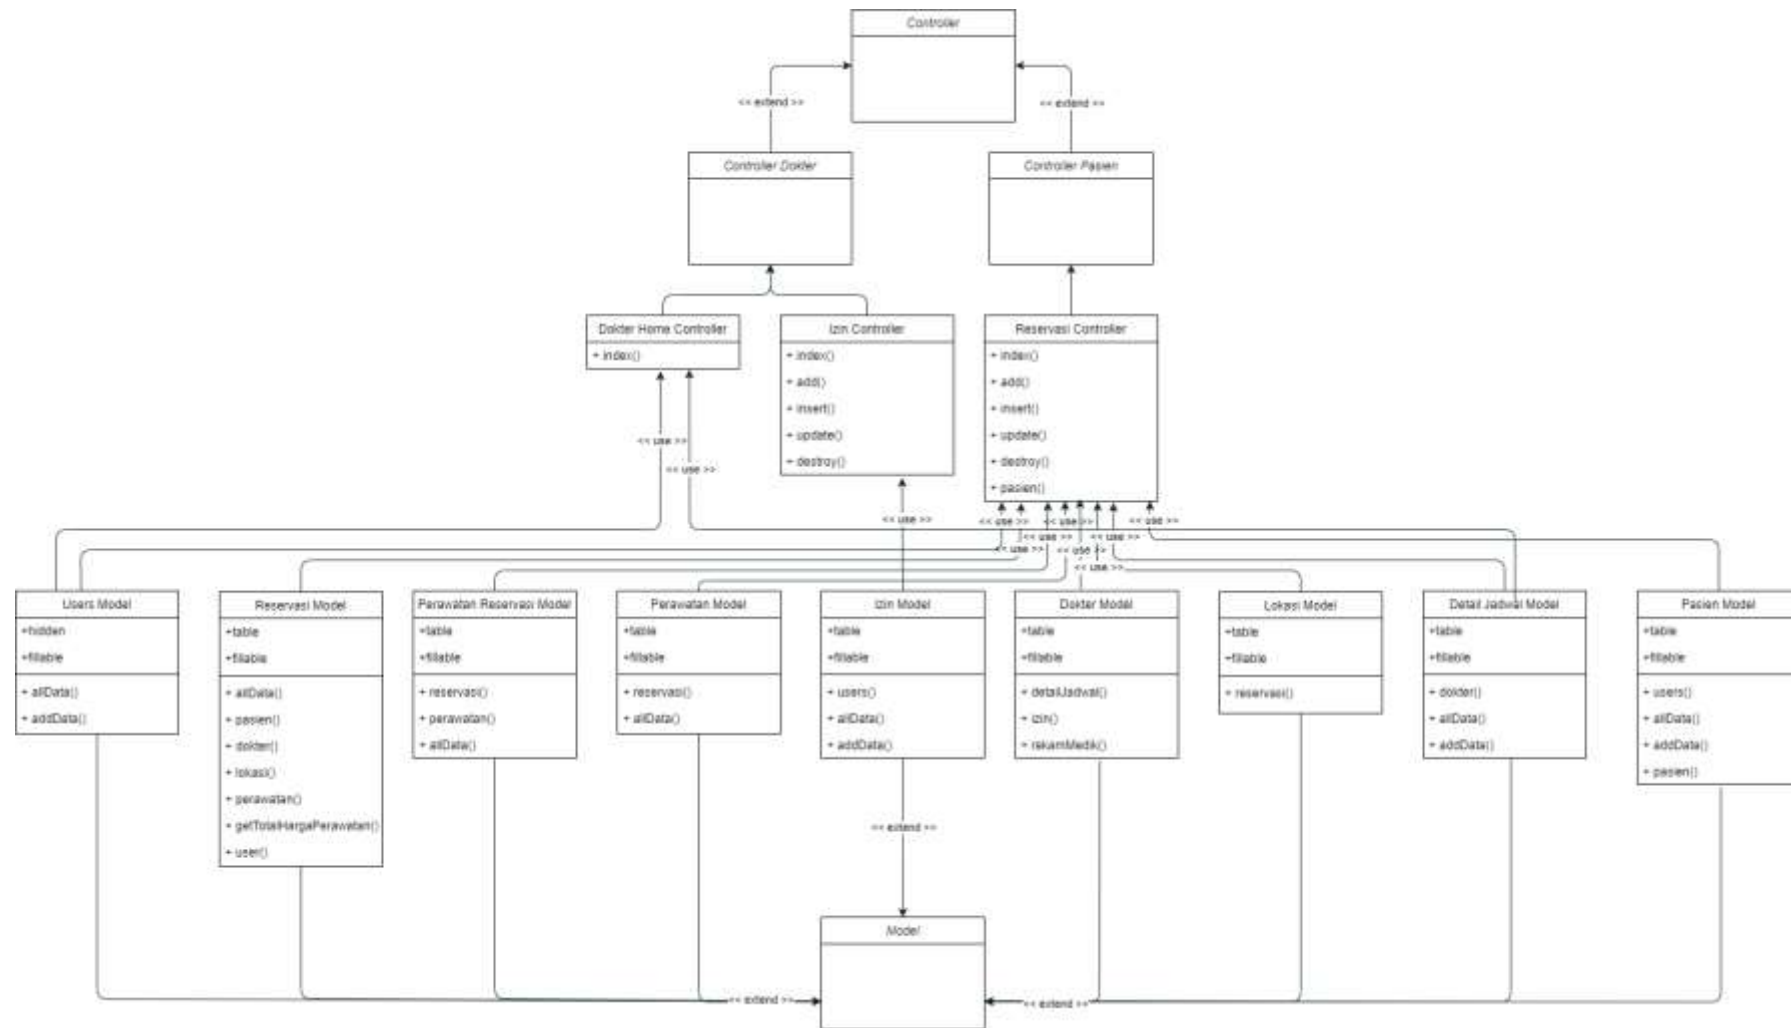 Controller
<< extend >>
<< extend >>
Controller Dokter
Controller Pasien
Dokter Home Controller
+ index()
Izin Controller
+ index()
+ add()
+ insert()
+ update()
+ destroy()
Reservasi Controller
+ index()
+ add()
+ insert()
+ update()
+ destroy()
+ pasien()
<< use >>
<< use >>
<< use >>
<< use >>
<< use >>
<< use >>
<< use >>
<< use >>
<< use >>
<< use >>
<< use >>
Users Model
+hidden
+fillable
+ allData()
+ addData()
Reservasi Model
+table
+fillable
+ allData()
+ pasien()
+ dokter()
+ lokasi()
+ perawatan()
+ getTotalHargaPerawatan()
+ user()
Perawatan Reservasi Model
+table
+fillable
+ reservasi()
+ perawatan()
+ allData()
Perawatan Model
+table
+fillable
+ reservasi()
+ allData()
Izin Model
+table
+fillable
+ users()
+ allData()
+ addData()
Dokter Model
+table
+fillable
+ detailJadwal()
+ izin()
+ rekamMedik()
Lokasi Model
+table
+fillable
+ reservasi()
Detail Jadwal Model
+table
+fillable
+ dokter()
+ allData()
+ addData()
Pasien Model
+table
+fillable
+ users()
+ allData()
+ addData()
+ pasien()
<< extend >>
Model
<< extend >>
<< extend >>